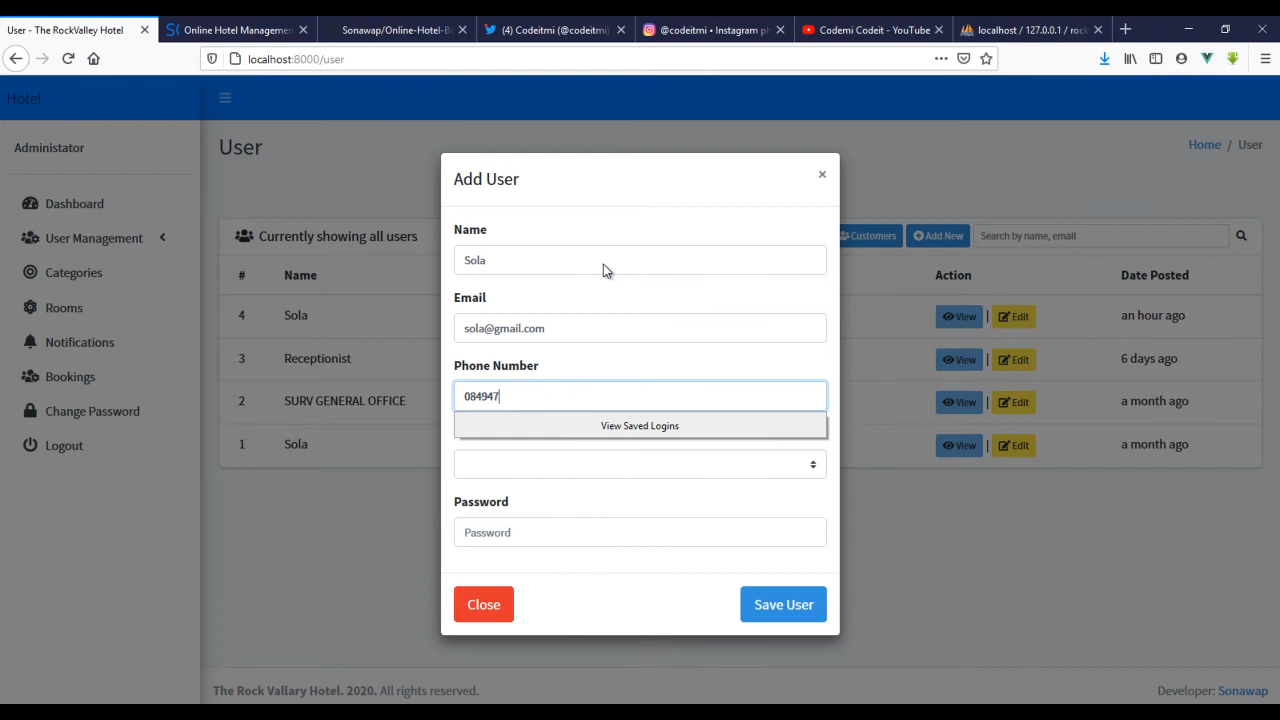 User - The RockValley Hotel
Online Hotel Managemen
Sonawap/Online-Hotel-B
(4) Codeitmi (@codeitmi)
@codeitmi • Instagram ph
Codemi Codeit - YouTube
localhost / 127.0.0.1 / rock
localhost:8000/user
Hotel
Administator
Dashboard
User Management
Categories
Rooms
Notifications
Bookings
Change Password
Logout
User
Home / User
Currently showing all users
Customers
Add New
Search by name, email
# Name Action Date Posted
4 Sola View | Edit an hour ago
3 Receptionist View | Edit 6 days ago
2 SURV GENERAL OFFICE View | Edit a month ago
1 Sola View | Edit a month ago
Add User
×
Name
Sola
Email
sola@gmail.com
Phone Number
084947
View Saved Logins
Password
Password
Close
Save User
The Rock Vallary Hotel. 2020. All rights reserved.
Developer: Sonawap